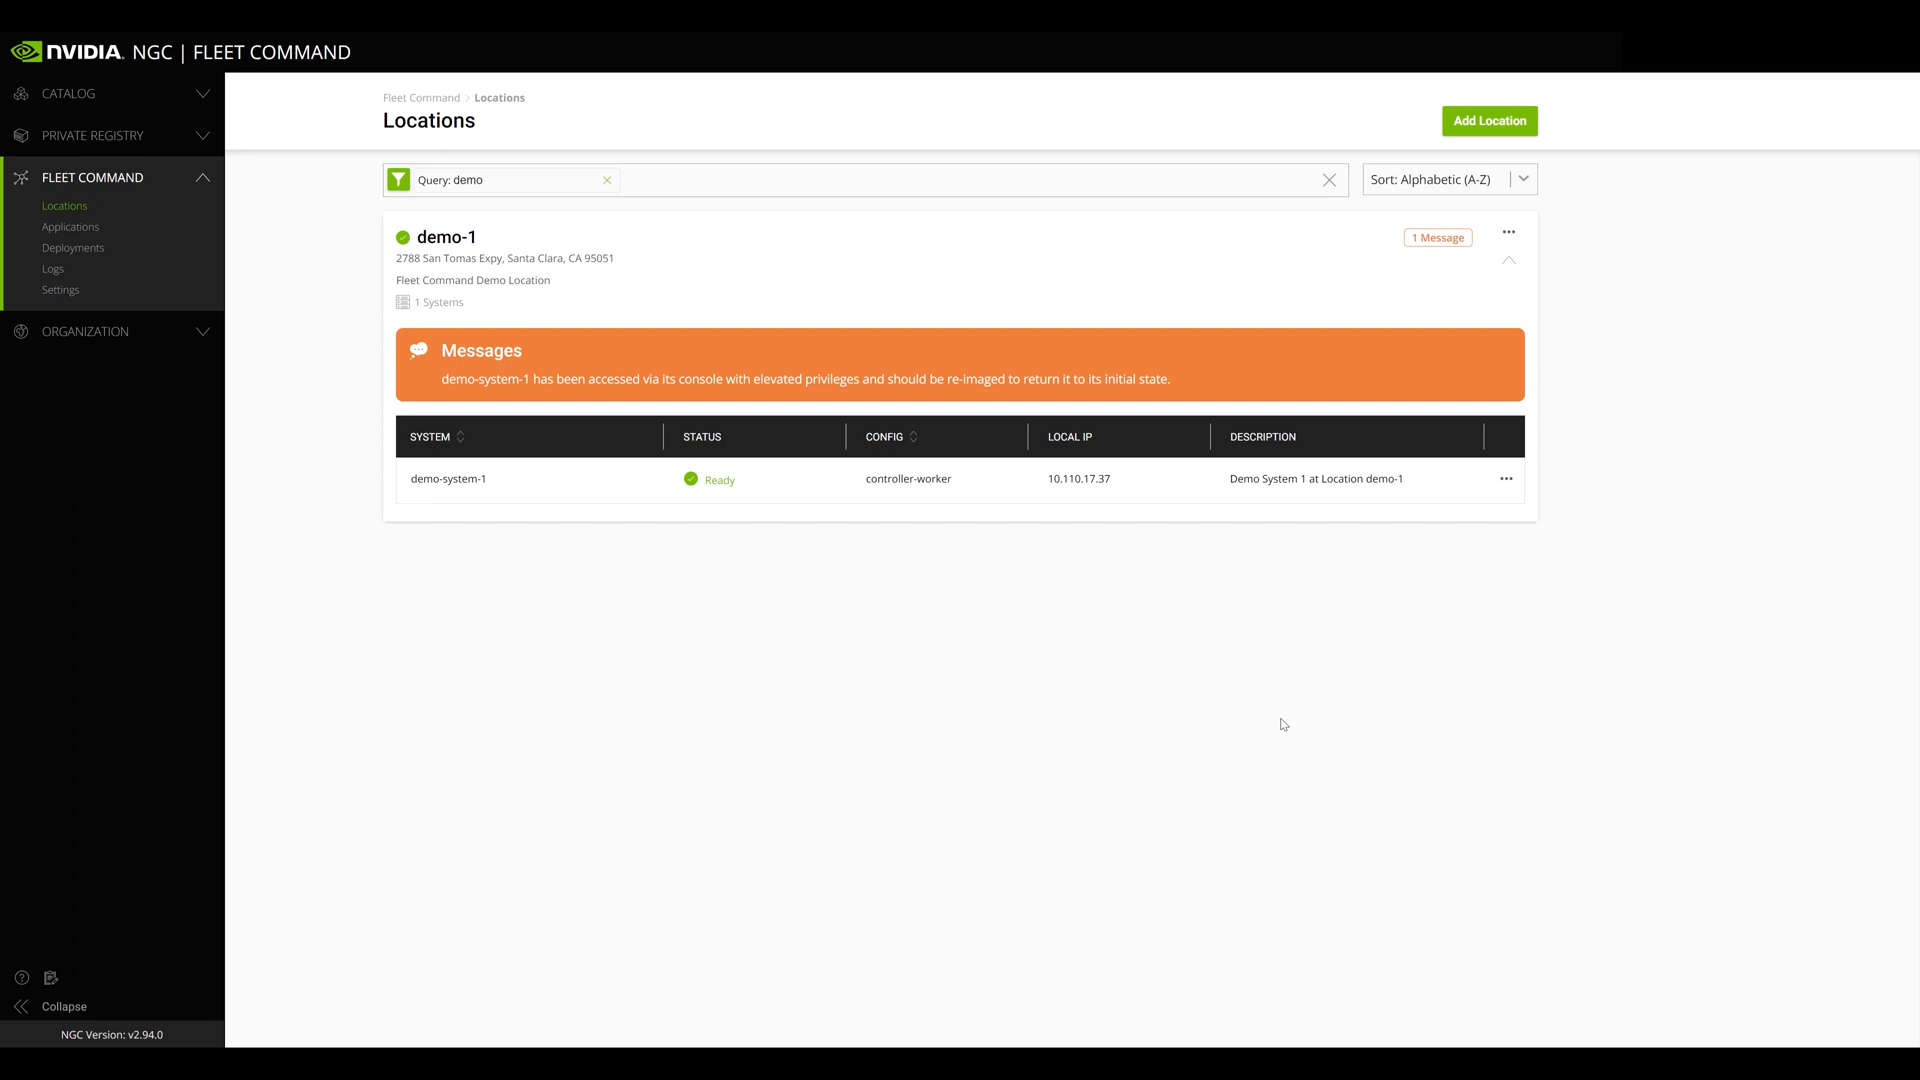 NVIDIA. NGC | FLEET COMMAND
CATALOG
PRIVATE REGISTRY
FLEET COMMAND
Locations
Applications
Deployments
Logs
Settings
ORGANIZATION
Collapse
NGC Version: v2.94.0
Fleet Command > Locations
Locations
Add Location
Query: demo
Sort: Alphabetic (A-Z)
demo-1
1 Message
2788 San Tomas Expy, Santa Clara, CA 95051
Fleet Command Demo Location
1 Systems
Messages
demo-system-1 has been accessed via its console with elevated privileges and should be re-imaged to return it to its initial state.
SYSTEM STATUS CONFIG LOCAL IP DESCRIPTION
demo-system-1 Ready controller-worker 10.110.17.37 Demo System 1 at Location demo-1